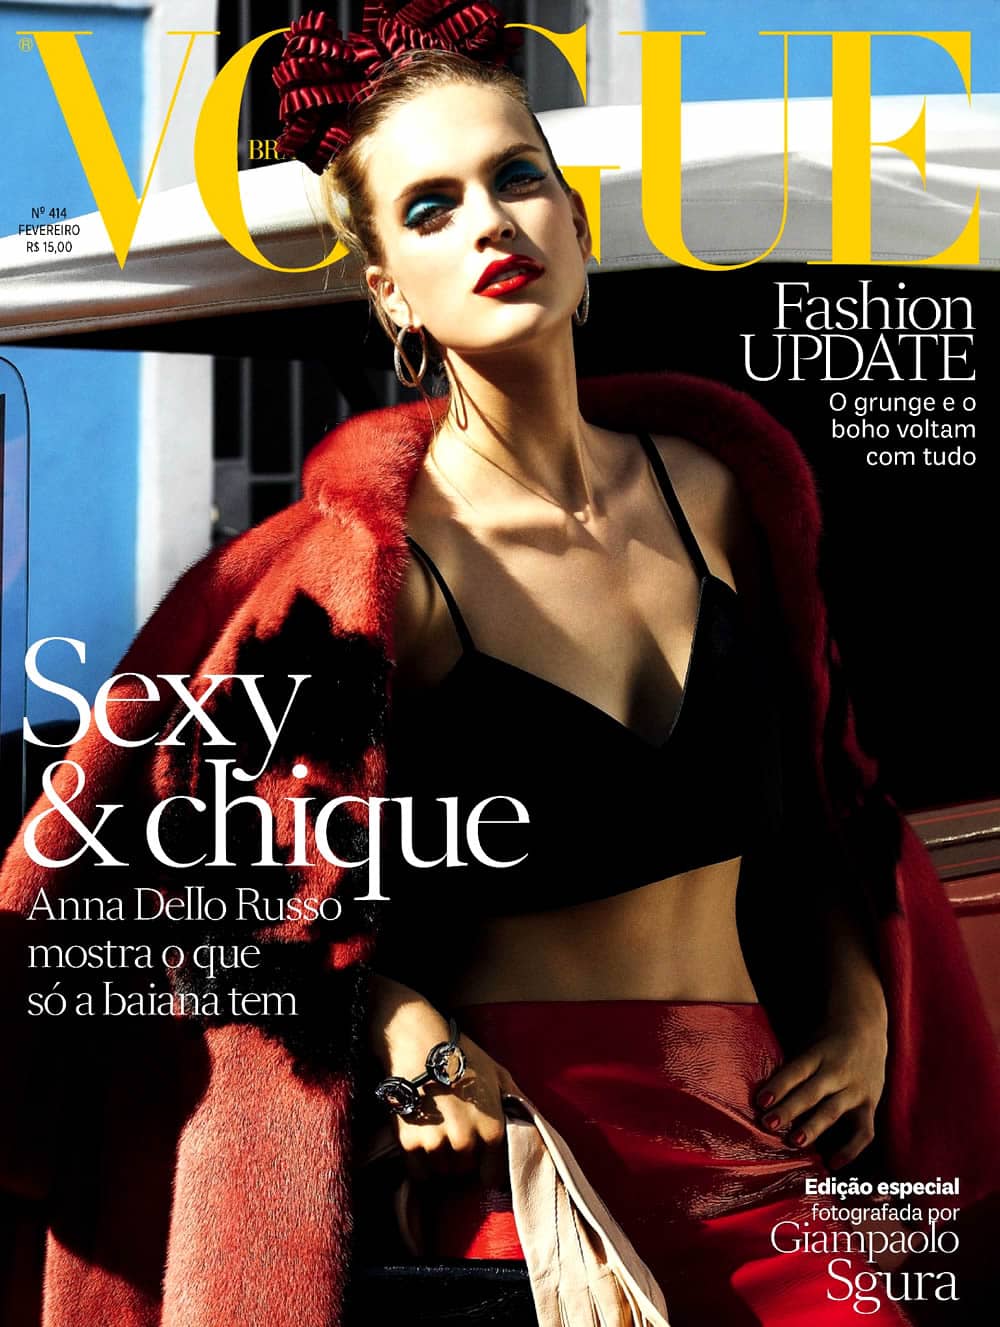 ® VOGUE
BRA
Nº 414
FEVEREIRO
R$ 15,00
Fashion
UPDATE
O grunge e o
boho voltam
com tudo
Sexy
& chique
Anna Dello Russo
mostra o que
só a baiana tem
Edição especial
fotografada por
Giampaolo
Sgura